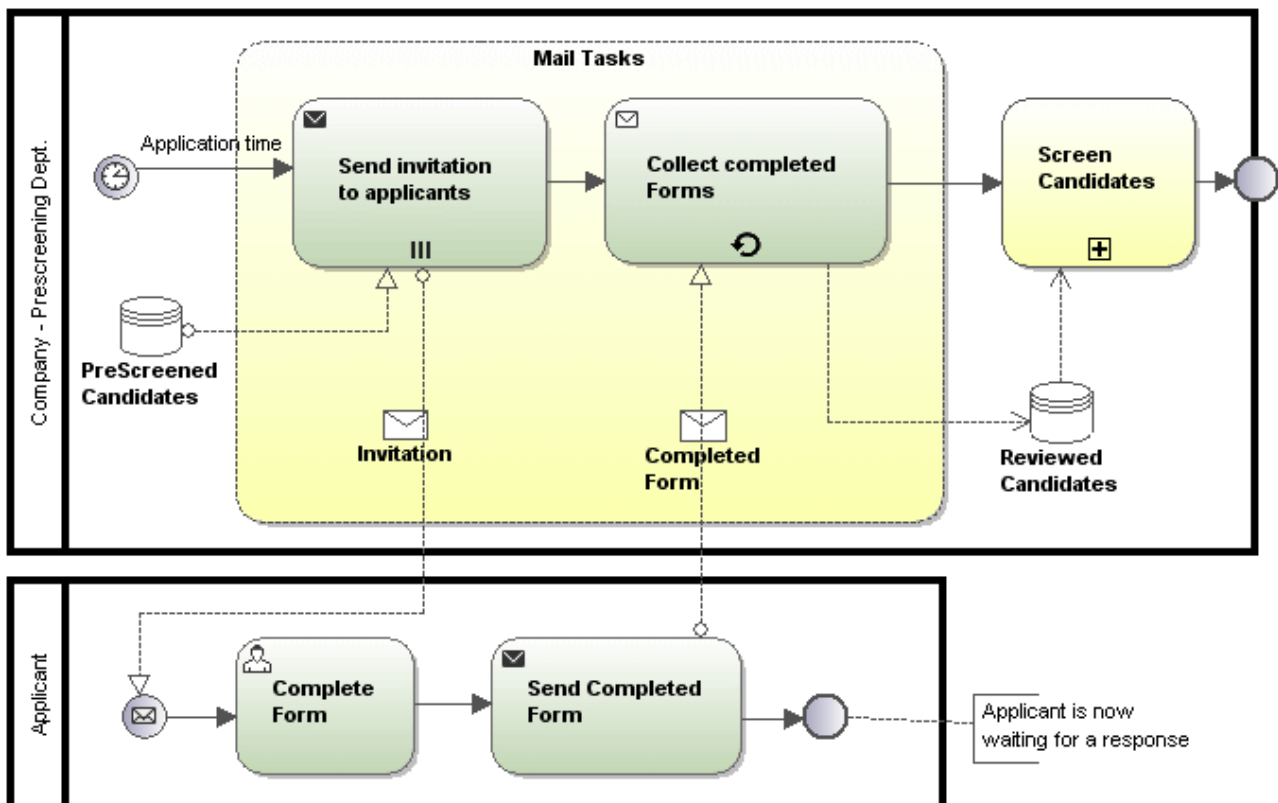 Company - Prescreening Dept.
Mail Tasks
Application time
Send invitation
to applicants
Collect completed
Forms
Screen
Candidates
PreScreened
Candidates
Invitation
Completed
Form
Reviewed
Candidates
Applicant
Complete
Form
Send Completed
Form
Applicant is now
waiting for a response